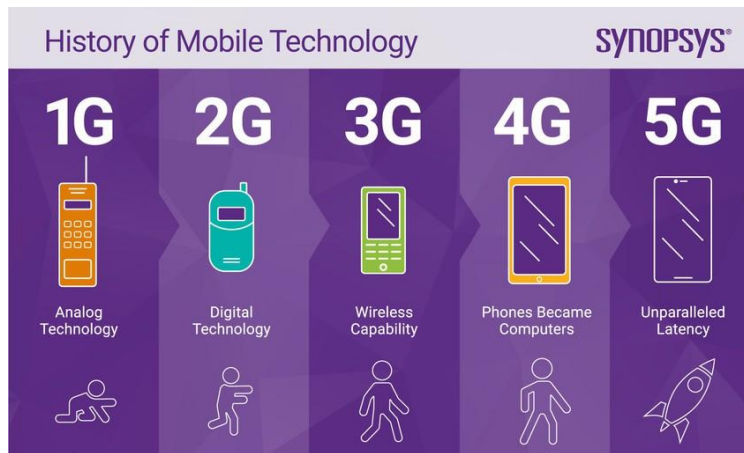 History of Mobile Technology
SYNOPSYS®
1G
2G
3G
4G
5G
Analog
Technology
Digital
Technology
Wireless
Capability
Phones Became
Computers
Unparalleled
Latency